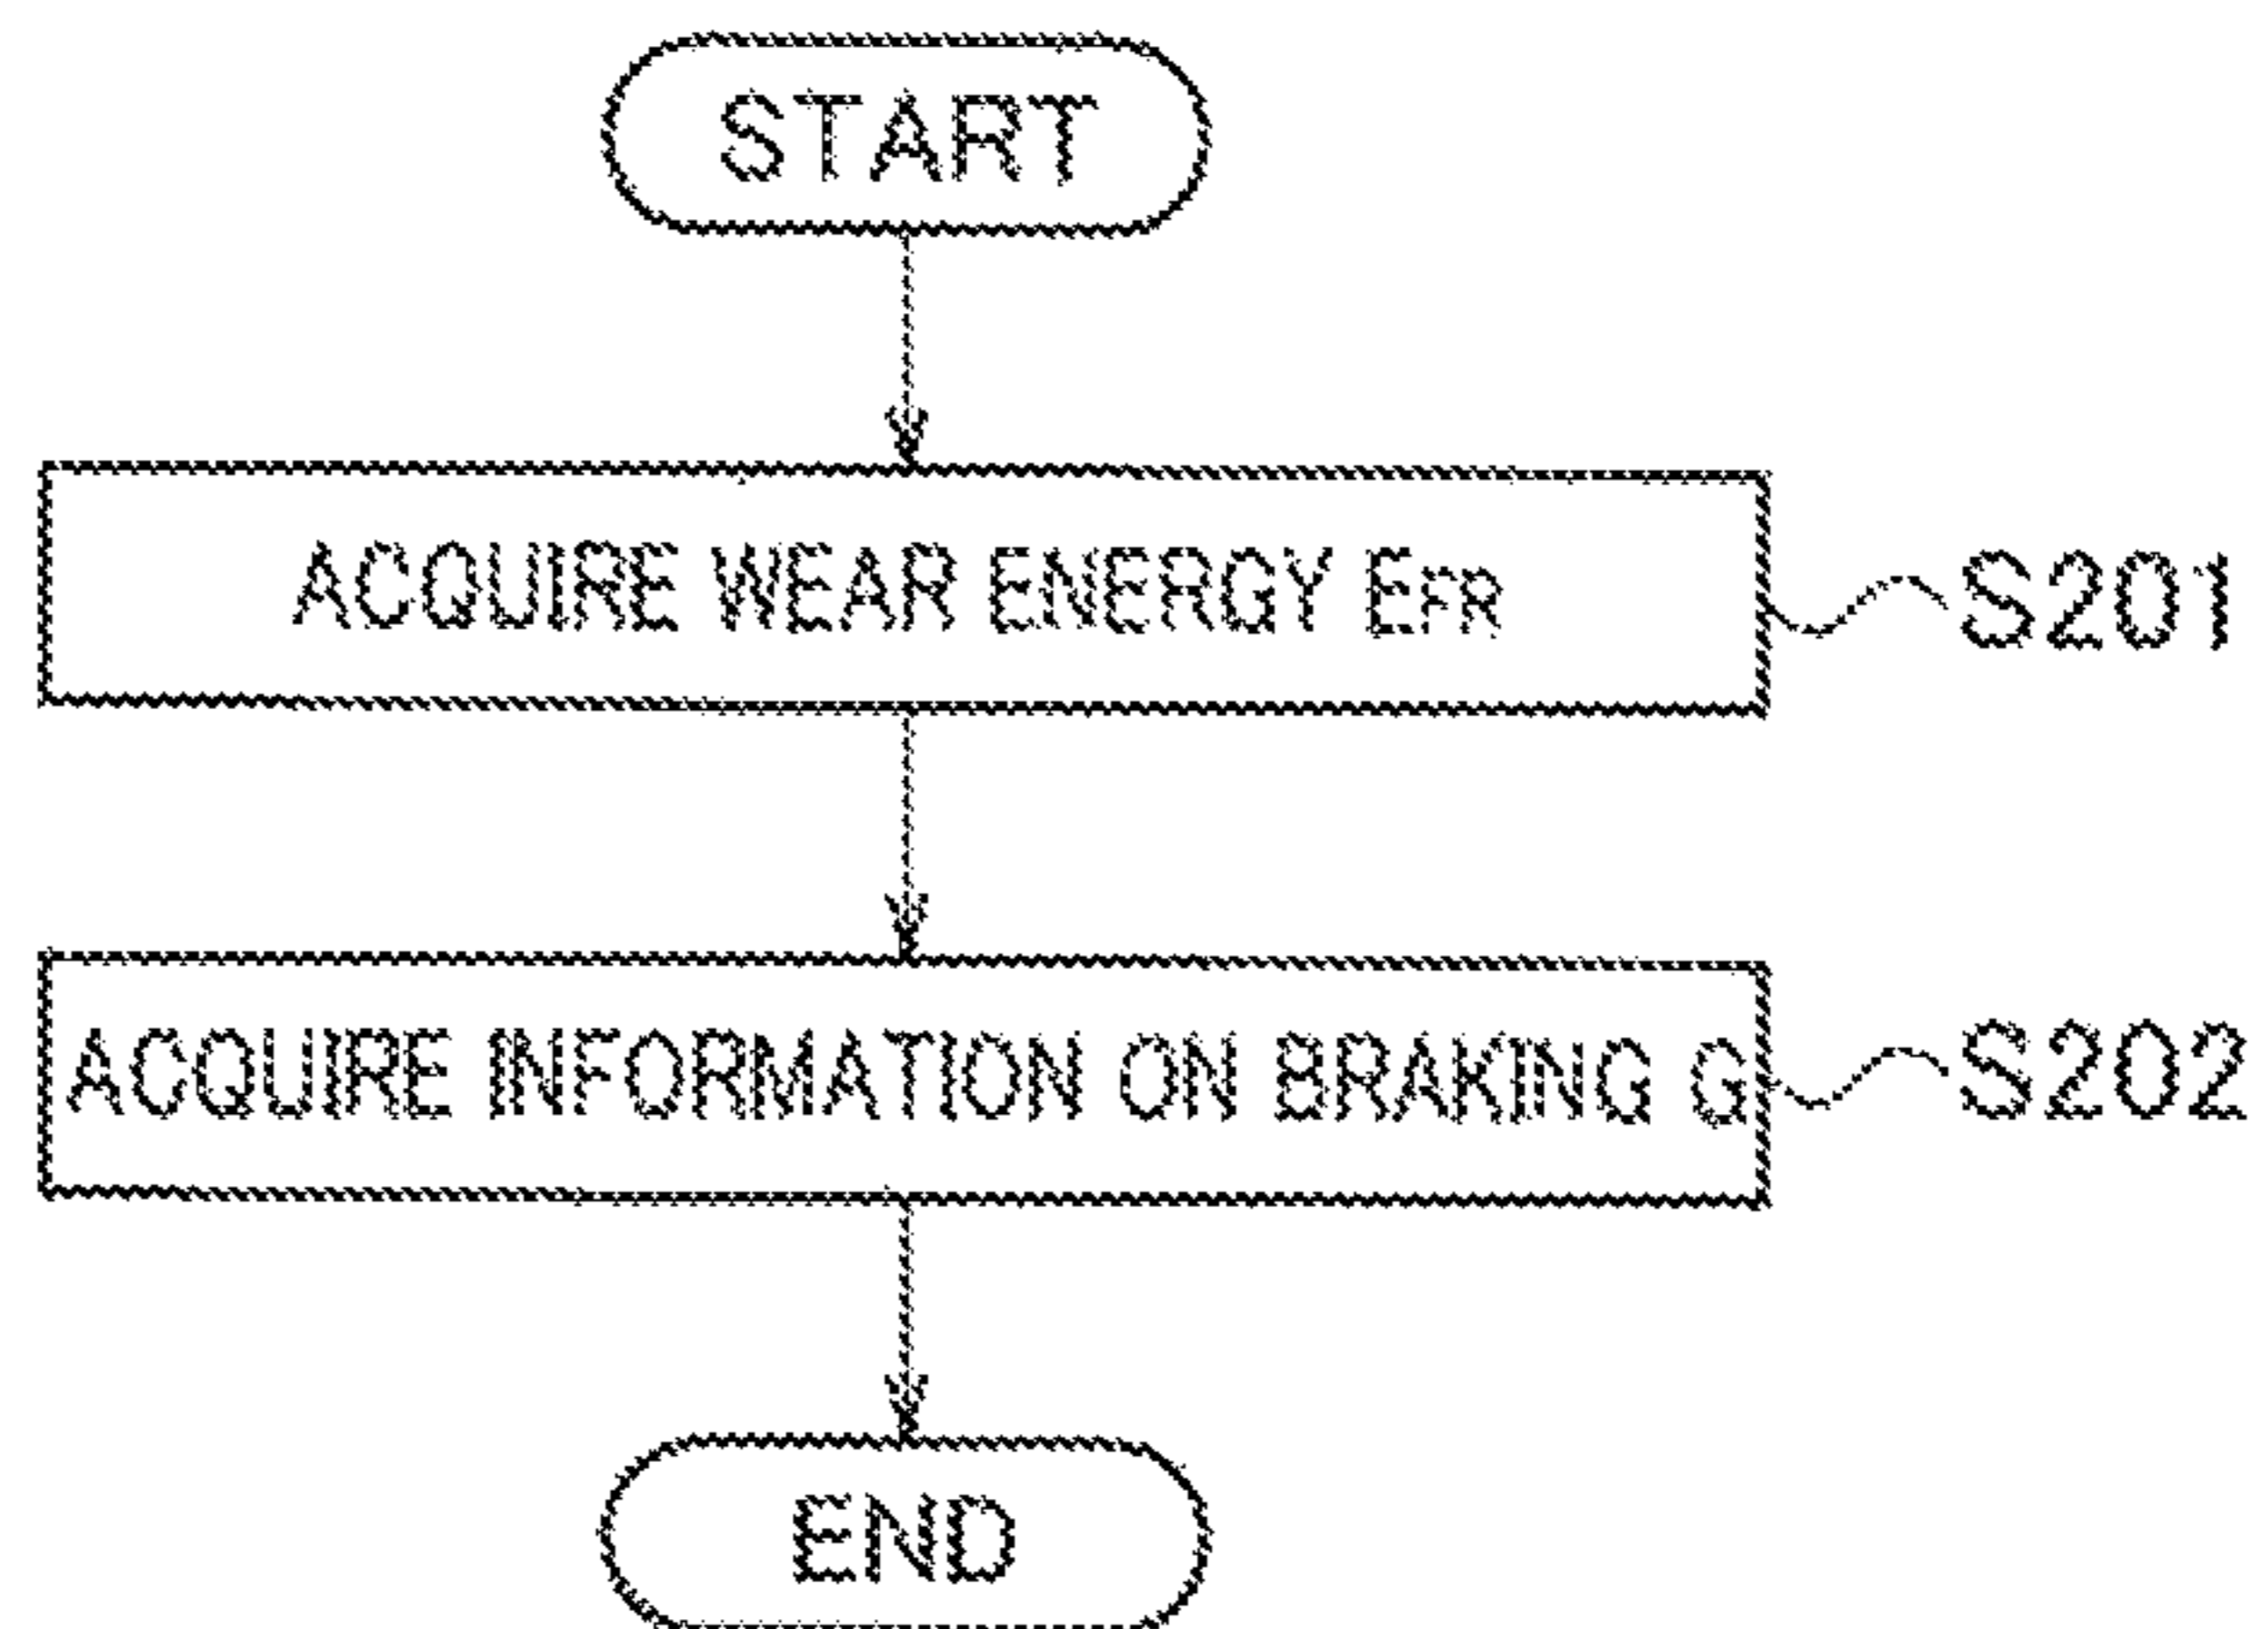 START
ACQUIRE WEAR ENERGY EFR
S201
ACQUIRE INFORMATION ON BRAKING G
S202
END